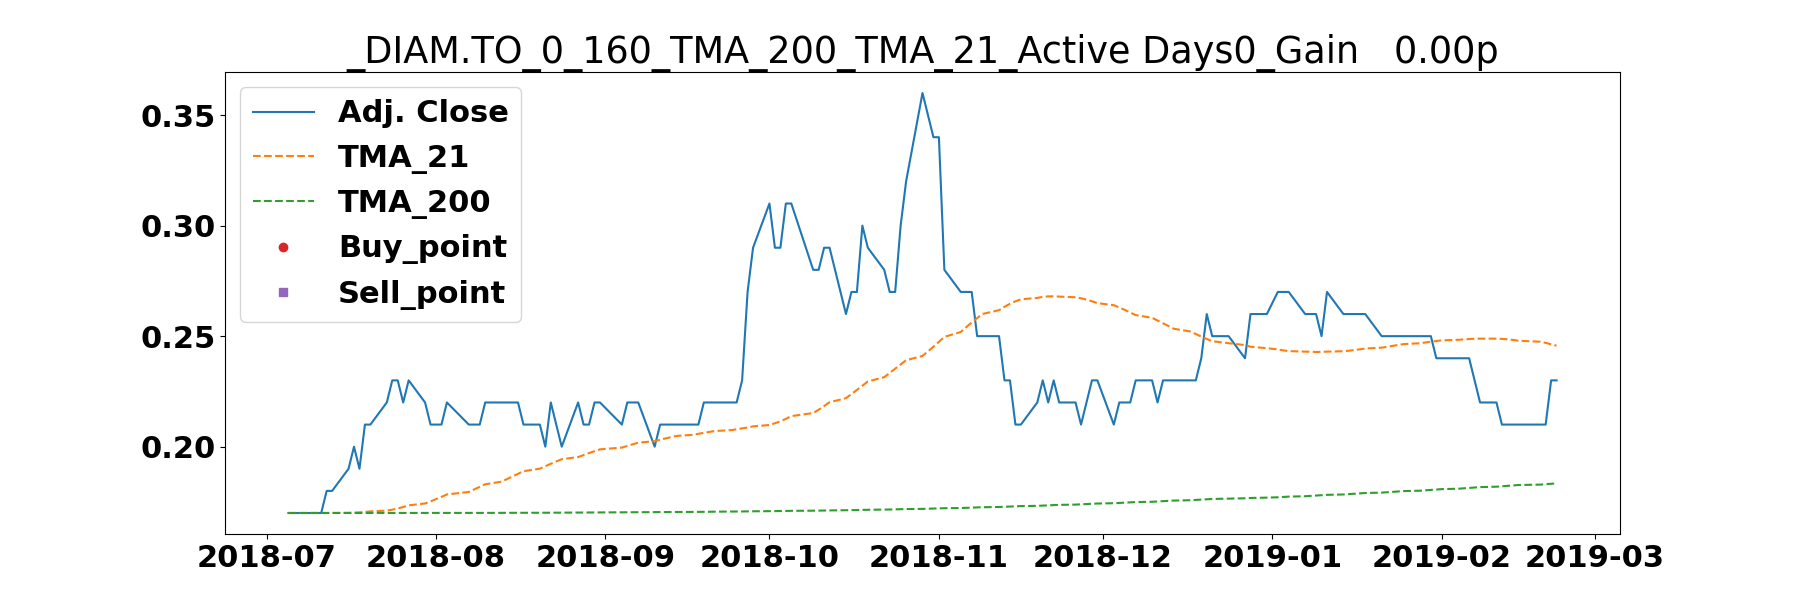 _DIAM.TO_0_160_TMA_200_TMA_21_Active Days0_Gain   0.00p
Adj. Close
TMA_21
TMA_200
Buy_point
Sell_point
0.35
0.30
0.25
0.20
2018-07 2018-08 2018-09 2018-10 2018-11 2018-12 2019-01 2019-02 2019-03